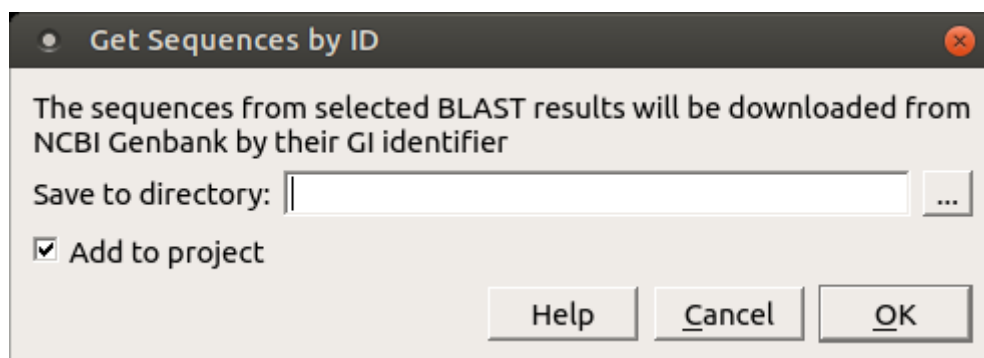 Get Sequences by ID
The sequences from selected BLAST results will be downloaded from
NCBI Genbank by their GI identifier
Save to directory:
...
Add to project
Help
Cancel
OK